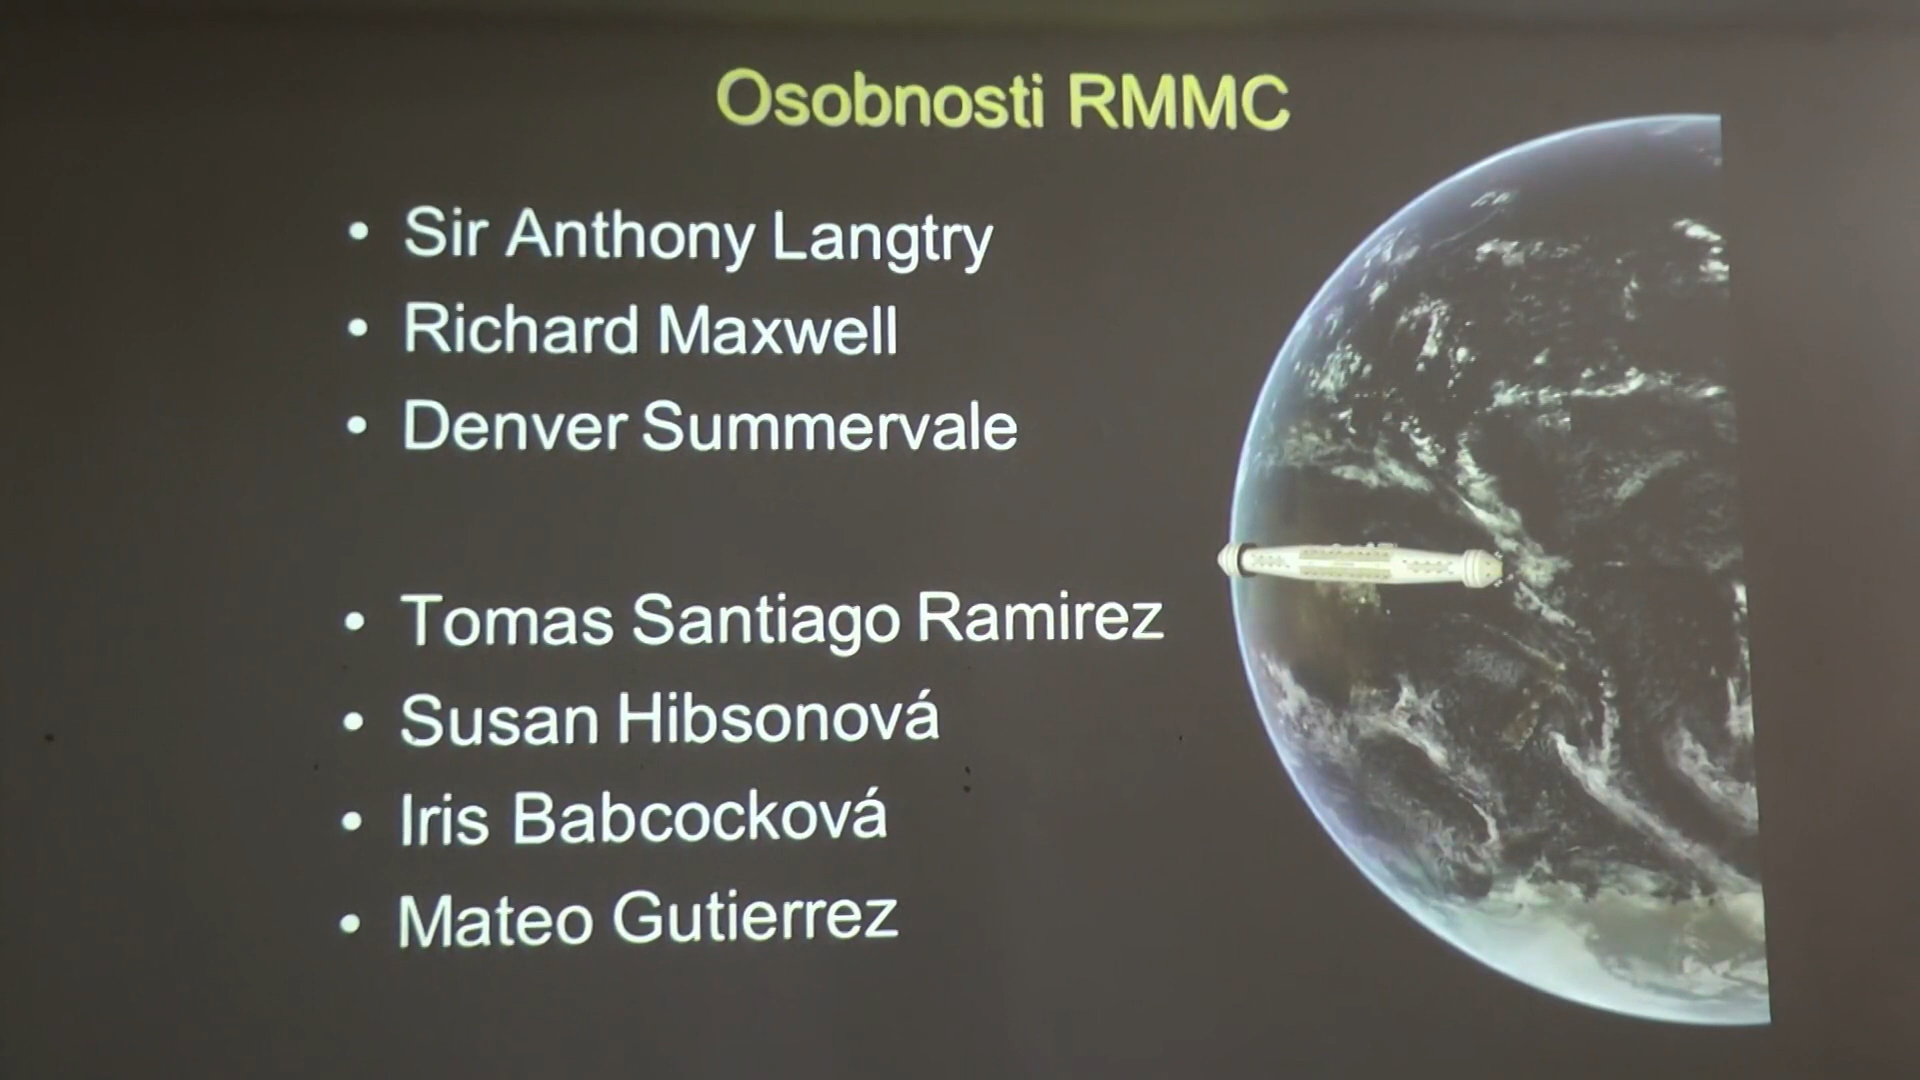 Osobnosti RMMC
• Sir Anthony Langtry
• Richard Maxwell
• Denver Summervale
• Tomas Santiago Ramirez
• Susan Hibsonová
• Iris Babcocková
• Mateo Gutierrez